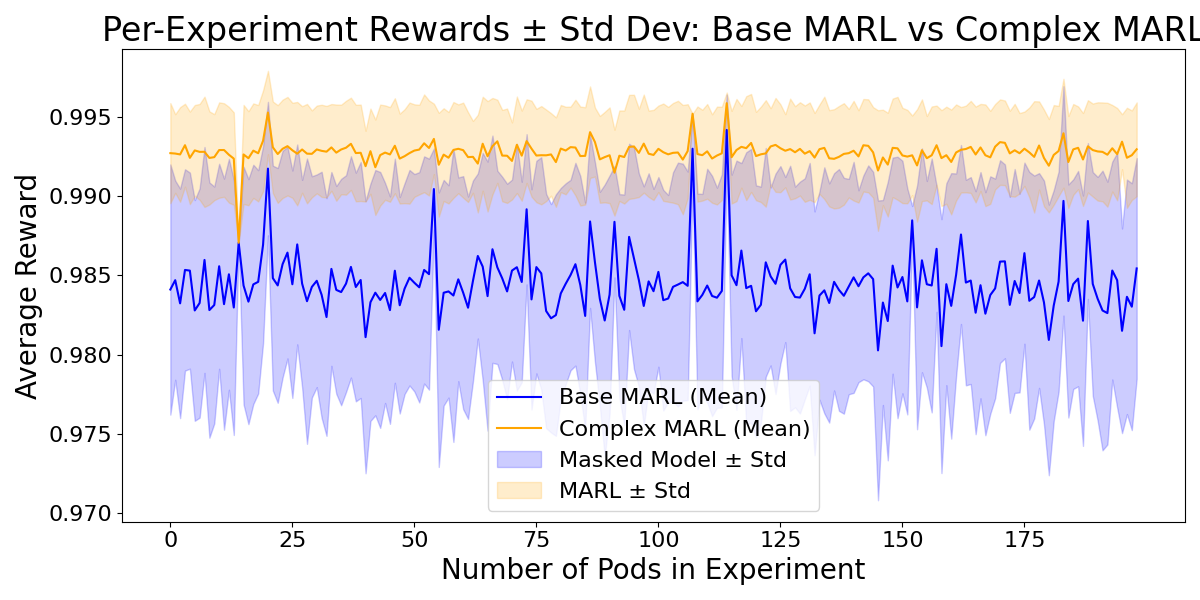 Per-Experiment Rewards ± Std Dev: Base MARL vs Complex MARL
Average Reward
0.995
0.990
0.985
0.980
0.975
0.970
Base MARL (Mean)
Complex MARL (Mean)
Masked Model ± Std
MARL ± Std
0 25 50 75 100 125 150 175
Number of Pods in Experiment